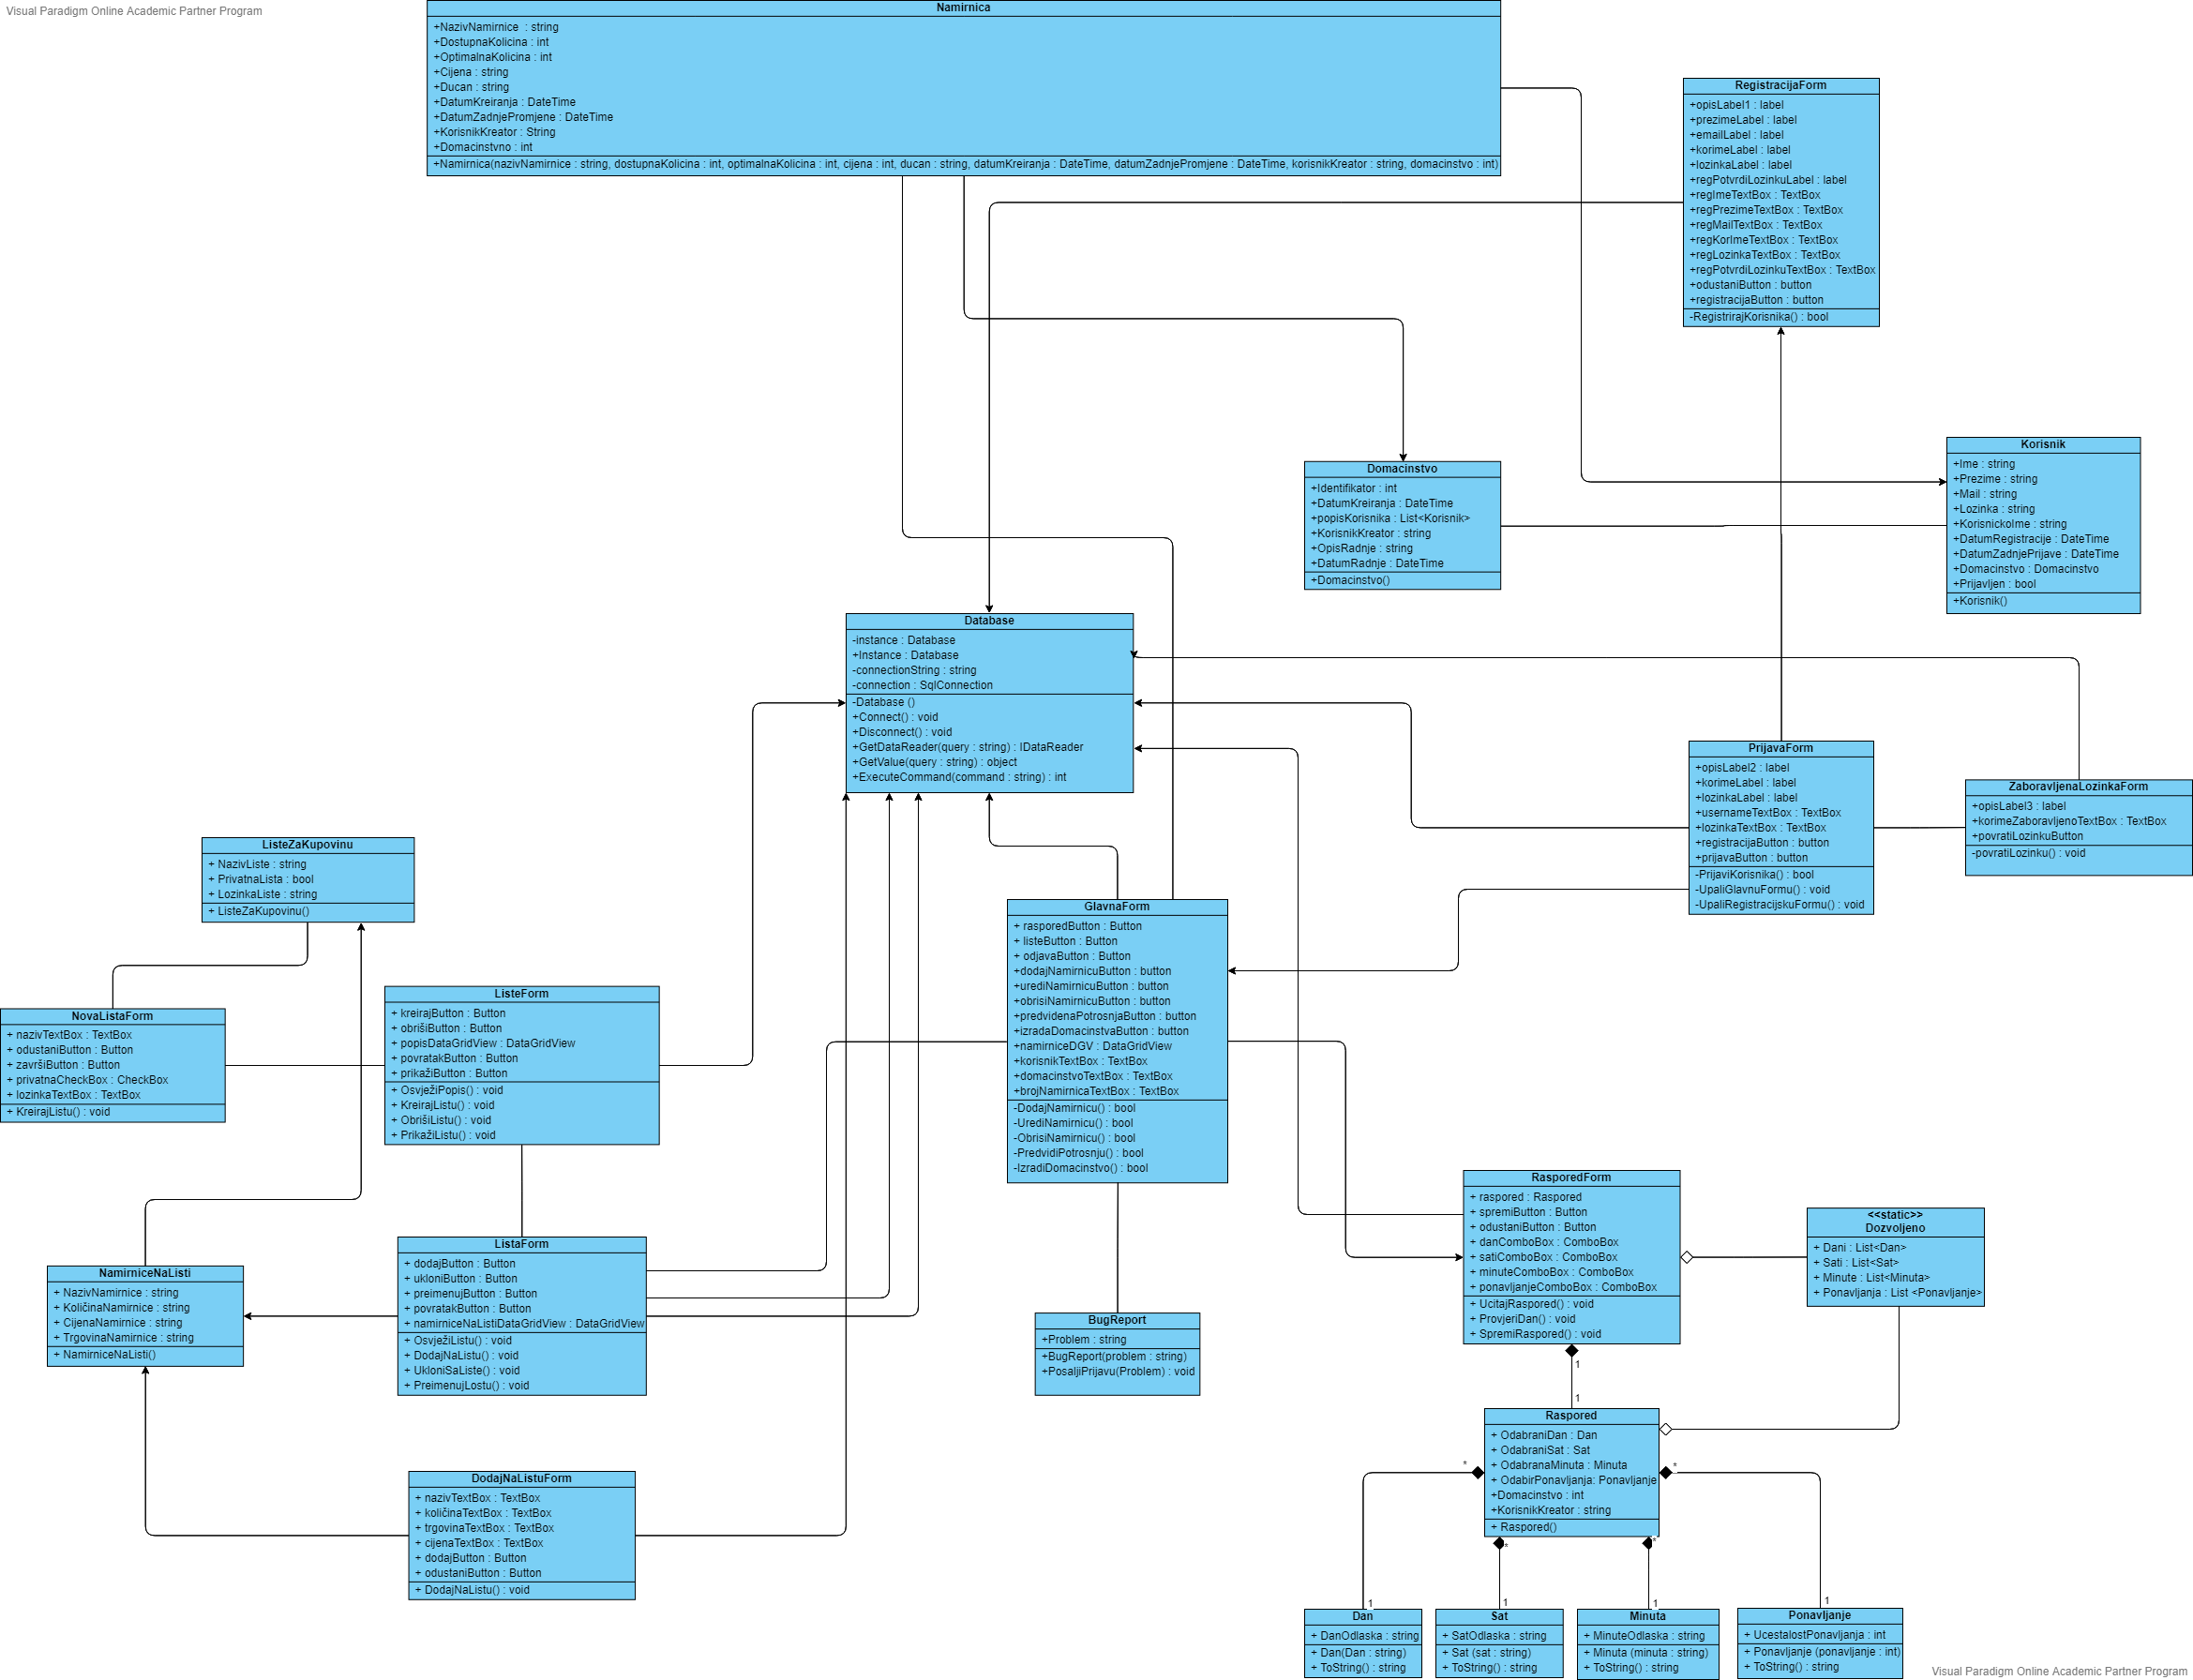 Visual Paradigm Online Academic Partner Program
Namirnica
+NazivNamirnice : string
+DostupnaKolicina : int
+OptimalnaKolicina : int
+Cijena : string
+Ducan : string
+DatumKreiranja : DateTime
+DatumZadnjePromjene : DateTime
+KorisnikKreator : String
+Domacinstvno : int
+Namirnica(nazivNamirnice : string, dostupnaKolicina : int, optimalnaKolicina : int, cijena : int, ducan : string, datumKreiranja : DateTime, datumZadnjePromjene : DateTime, korisnikKreator : string, domacinstvo : int)
RegistracijaForm
+opisLabel1 : label
+prezimeLabel : label
+emailLabel : label
+korimeLabel : label
+lozinkaLabel : label
+regPotvrdiLozinkuLabel : label
+regImeTextBox : TextBox
+regPrezimeTextBox : TextBox
+regMailTextBox : TextBox
+regKorImeTextBox : TextBox
+regLozinkaTextBox : TextBox
+regPotvrdiLozinkuTextBox : TextBox
+odustaniButton : button
+registracijaButton : button
-RegistrirajKorisnika() : bool
Korisnik
+Ime : string
+Prezime : string
+Mail : string
+Lozinka : string
+KorisnickoIme : string
+DatumRegistracije : DateTime
+DatumZadnjePrijave : DateTime
+Domacinstvo : Domacinstvo
+Prijavljen : bool
+Korisnik()
Domacinstvo
+Identifikator : int
+DatumKreiranja : DateTime
+popisKorisnika : List<Korisnik>
+KorisnikKreator : string
+OpisRadnje : string
+DatumRadnje : DateTime
+Domacinstvo()
Database
-instance : Database
+Instance : Database
-connectionString : string
-connection : SqlConnection
-Database ()
+Connect() : void
+Disconnect() : void
+GetDataReader(query : string) : IDataReader
+GetValue(query : string) : object
+ExecuteCommand(command : string) : int
PrijavaForm
+opisLabel2 : label
+korimeLabel : label
+lozinkaLabel : label
+usernameTextBox : TextBox
+lozinkaTextBox : TextBox
+registracijaButton : button
+prijavaButton : button
-PrijaviKorisnika() : bool
-UpaliGlavnuFormu() : void
-UpaliRegistracijskuFormu() : void
ZaboravljenaLozinkaForm
+opisLabel3 : label
+korimeZaboravljenoTextBox : TextBox
+povratiLozinkuButton
-povratiLozinku() : void
ListeZaKupovinu
+ NazivListe : string
+ PrivatnaLista : bool
+ LozinkaListe : string
+ ListeZaKupovinu()
GlavnaForm
+ rasporedButton : Button
+ listeButton : Button
+ odjavaButton : Button
+dodajNamirnicuButton : button
+urediNamirnicuButton : button
+obrisiNamirnicuButton : button
+predvidenaPotrosnjaButton : button
+izradaDomacinstvaButton : button
+namirniceDGV : DataGridView
+korisnikTextBox : TextBox
+domacinstvoTextBox : TextBox
+brojNamirnicaTextBox : TextBox
-DodajNamirnicu() : bool
-UrediNamirnicu() : bool
-ObrisiNamirnicu() : bool
-PredvidiPotrosnju() : bool
-IzradiDomacinstvo() : bool
NovaListaForm
+ nazivTextBox : TextBox
+ odustaniButton : Button
+ završiButton : Button
+ privatnaCheckBox : CheckBox
+ lozinkaTextBox : TextBox
+ KreirajListu() : void
ListeForm
+ kreirajButton : Button
+ obrišiButton : Button
+ popisDataGridView : DataGridView
+ povratakButton : Button
+ prikažiButton : Button
+ OsvježiPopis() : void
+ KreirajListu() : void
+ ObrišiListu() : void
+ PrikažiListu() : void
RasporedForm
+ raspored : Raspored
+ spremiButton : Button
+ odustaniButton : Button
+ danComboBox : ComboBox
+ satiComboBox : ComboBox
+ minuteComboBox : ComboBox
+ ponavljanjeComboBox : ComboBox
+ UcitajRaspored() : void
+ ProvjeriDan() : void
+ SpremiRaspored() : void
<<static>>
Dozvoljeno
+ Dani : List<Dan>
+ Sati : List<Sat>
+ Minute : List<Minuta>
+ Ponavljanja : List <Ponavljanje>
ListaForm
+ dodajButton : Button
+ ukloniButton : Button
+ preimenujButton : Button
+ povratakButton : Button
+ namirniceNaListiDataGridView : DataGridView
+ OsvježiListu() : void
+ DodajNaListu() : void
+ UkloniSaListe() : void
+ PreimenujLostu() : void
NamirniceNaListi
+ NazivNamirnice : string
+ KoličinaNamirnice : string
+ CijenaNamirnice : string
+ TrgovinaNamirnice : string
+ NamirniceNaListi()
BugReport
+Problem : string
+BugReport(problem : string)
+PosaljiPrijavu(Problem) : void
1
1
Raspored
+ OdabraniDan : Dan
+ OdabraniSat : Sat
+ OdabranaMinuta : Minuta
+ OdabirPonavljanja: Ponavljanje
+Domacinstvo : int
+KorisnikKreator : string
+ Raspored()
*
*
*
*
DodajNaListuForm
+ nazivTextBox : TextBox
+ količinaTextBox : TextBox
+ trgovinaTextBox : TextBox
+ cijenaTextBox : TextBox
+ dodajButton : Button
+ odustaniButton : Button
+ DodajNaListu() : void
1
1
1
1
Dan
+ DanOdlaska : string
+ Dan(Dan : string)
+ ToString() : string
Sat
+ SatOdlaska : string
+ Sat (sat : string)
+ ToString() : string
Minuta
+ MinuteOdlaska : string
+ Minuta (minuta : string)
+ ToString() : string
Ponavljanje
+ UcestalostPonavljanja : int
+ Ponavljanje (ponavljanje : int)
+ ToString() : string
Visual Paradigm Online Academic Partner Program